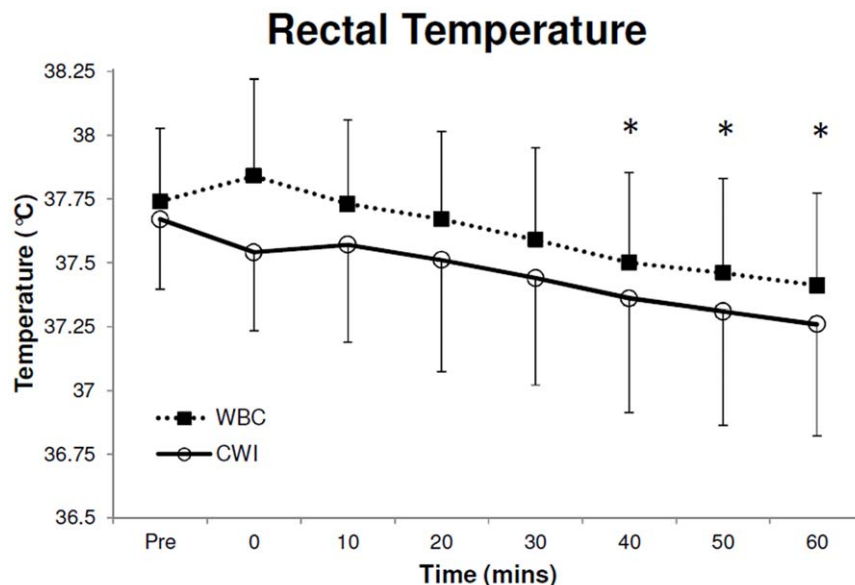 Rectal Temperature
38.25
38
37.75
37.5
37.25
37
36.75
36.5
Temperature (°C)
* * *
WBC
CWI
Pre 0 10 20 30 40 50 60
Time (mins)